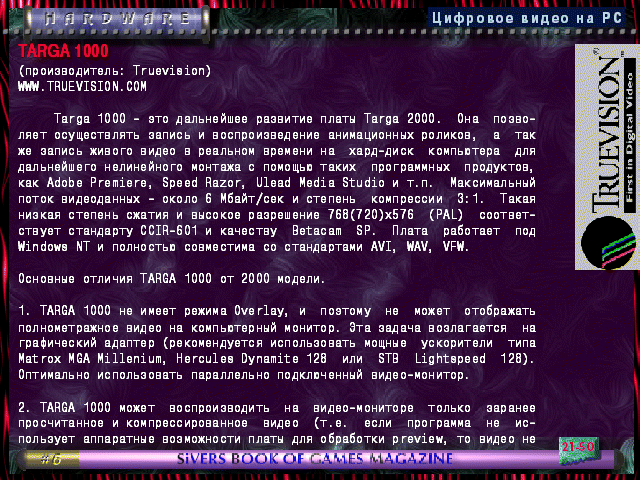 HARDWARE
Цифровое видео на PC
TARGA 1000
(производитель: Truevision)
WWW.TRUEVISION.COM
Targa 1000 - это дальнейшее развитие платы Targa 2000. Она позво-
ляет осуществлять запись и воспроизведение анимационных роликов, а так
же запись живого видео в реальном времени на хард-диск компьютера для
дальнейшего нелинейного монтажа с помощью таких программных продуктов,
как Adobe Premiere, Speed Razor, Ulead Media Studio и т.п. Максимальный
поток видеоданных - около 6 Мбайт/сек и степень компрессии 3:1. Такая
низкая степень сжатия и высокое разрешение 768(720)x576 (PAL) соответ-
ствует стандарту CCIR-601 и качеству Betacam SP. Плата работает под
Windows NT и полностью совместима со стандартами AVI, WAV, VFW.
Основные отличия TARGA 1000 от 2000 модели.
1. TARGA 1000 не имеет режима Overlay, и поэтому не может отображать
полнометражное видео на компьютерный монитор. Эта задача возлагается на
графический адаптер (рекомендуется использовать мощные ускорители типа
Matrox MGA Millenium, Hercules Dynamite 128 или STB Lightspeed 128).
Оптимально использовать параллельно подключенный видео-монитор.
2. TARGA 1000 может воспроизводить на видео-мониторе только заранее
просчитанное и компрессированное видео (т.е. если программа не ис-
пользует аппаратные возможности платы для обработки preview, то видео не
TRUEVISION®
First in Digital Video™
#6
SIVERS BOOK OF GAMES MAGAZINE
21-50